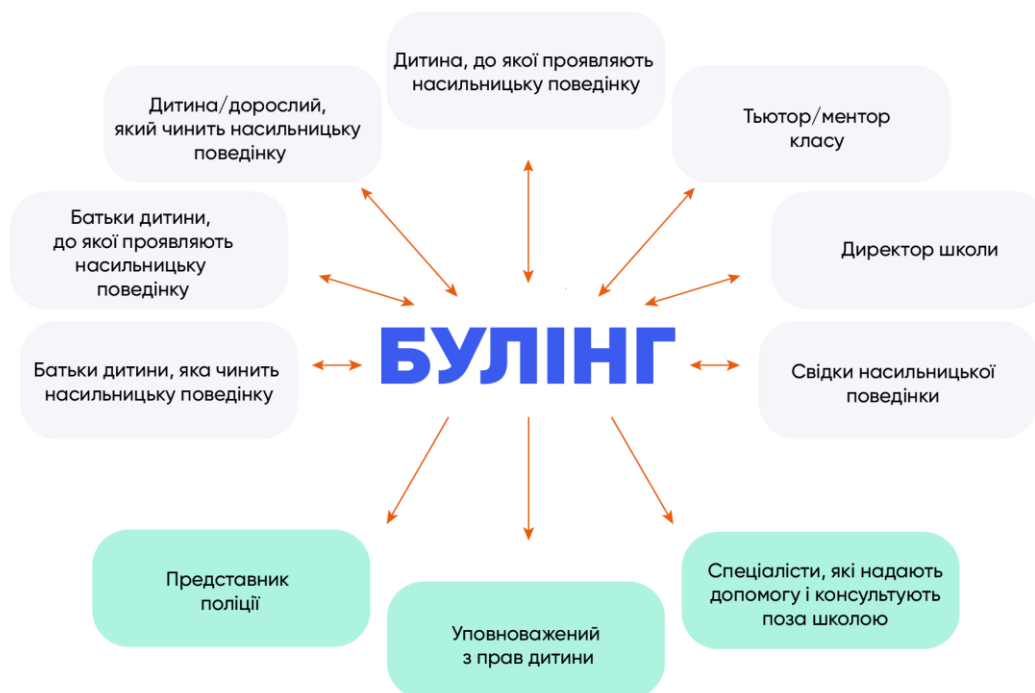 Дитина, до якої проявляють
насильницьку поведінку
Дитина/дорослий,
який чинить насильницьку
поведінку
Тьютор/ментор
класу
Батьки дитини,
до якої проявляють
насильницьку
поведінку
Директор школи
БУЛІНГ
Батьки дитини, яка чинить
насильницьку поведінку
Свідки насильницької
поведінки
Представник
поліції
Уповноважений
з прав дитини
Спеціалісти, які надають
допомогу і консультують
поза школою